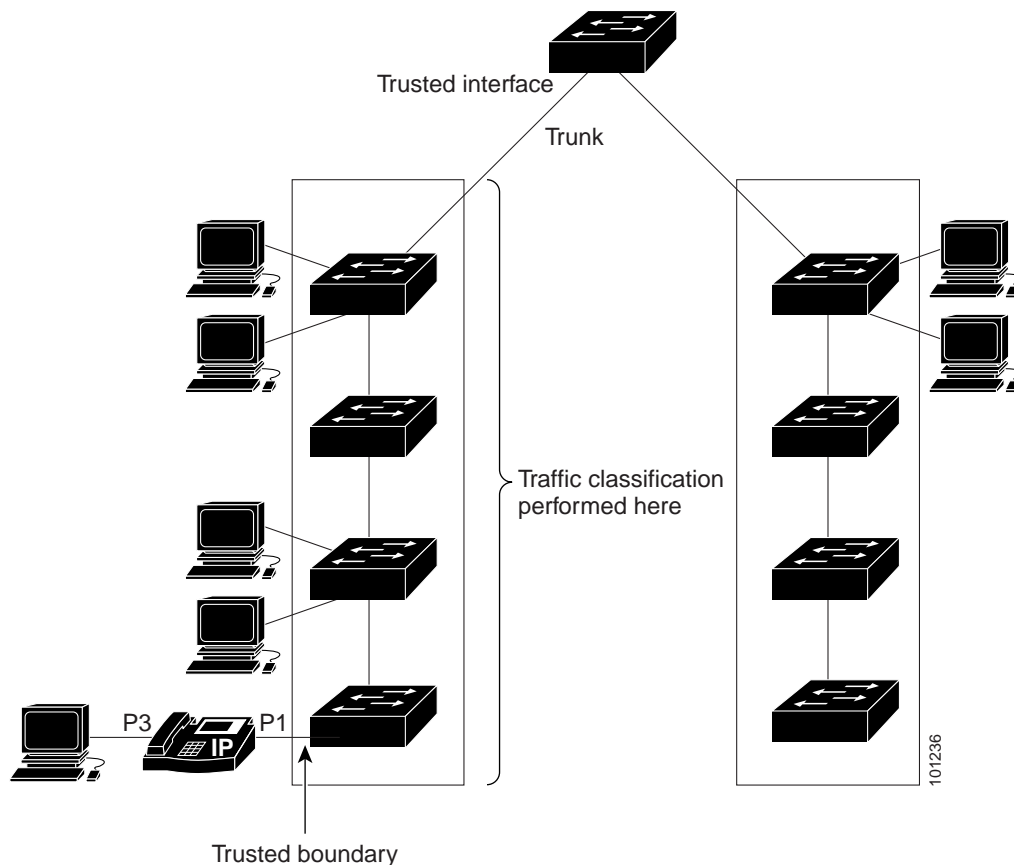 Trusted interface
Trunk
Traffic classification
performed here
P3
IP
P1
101236
Trusted boundary